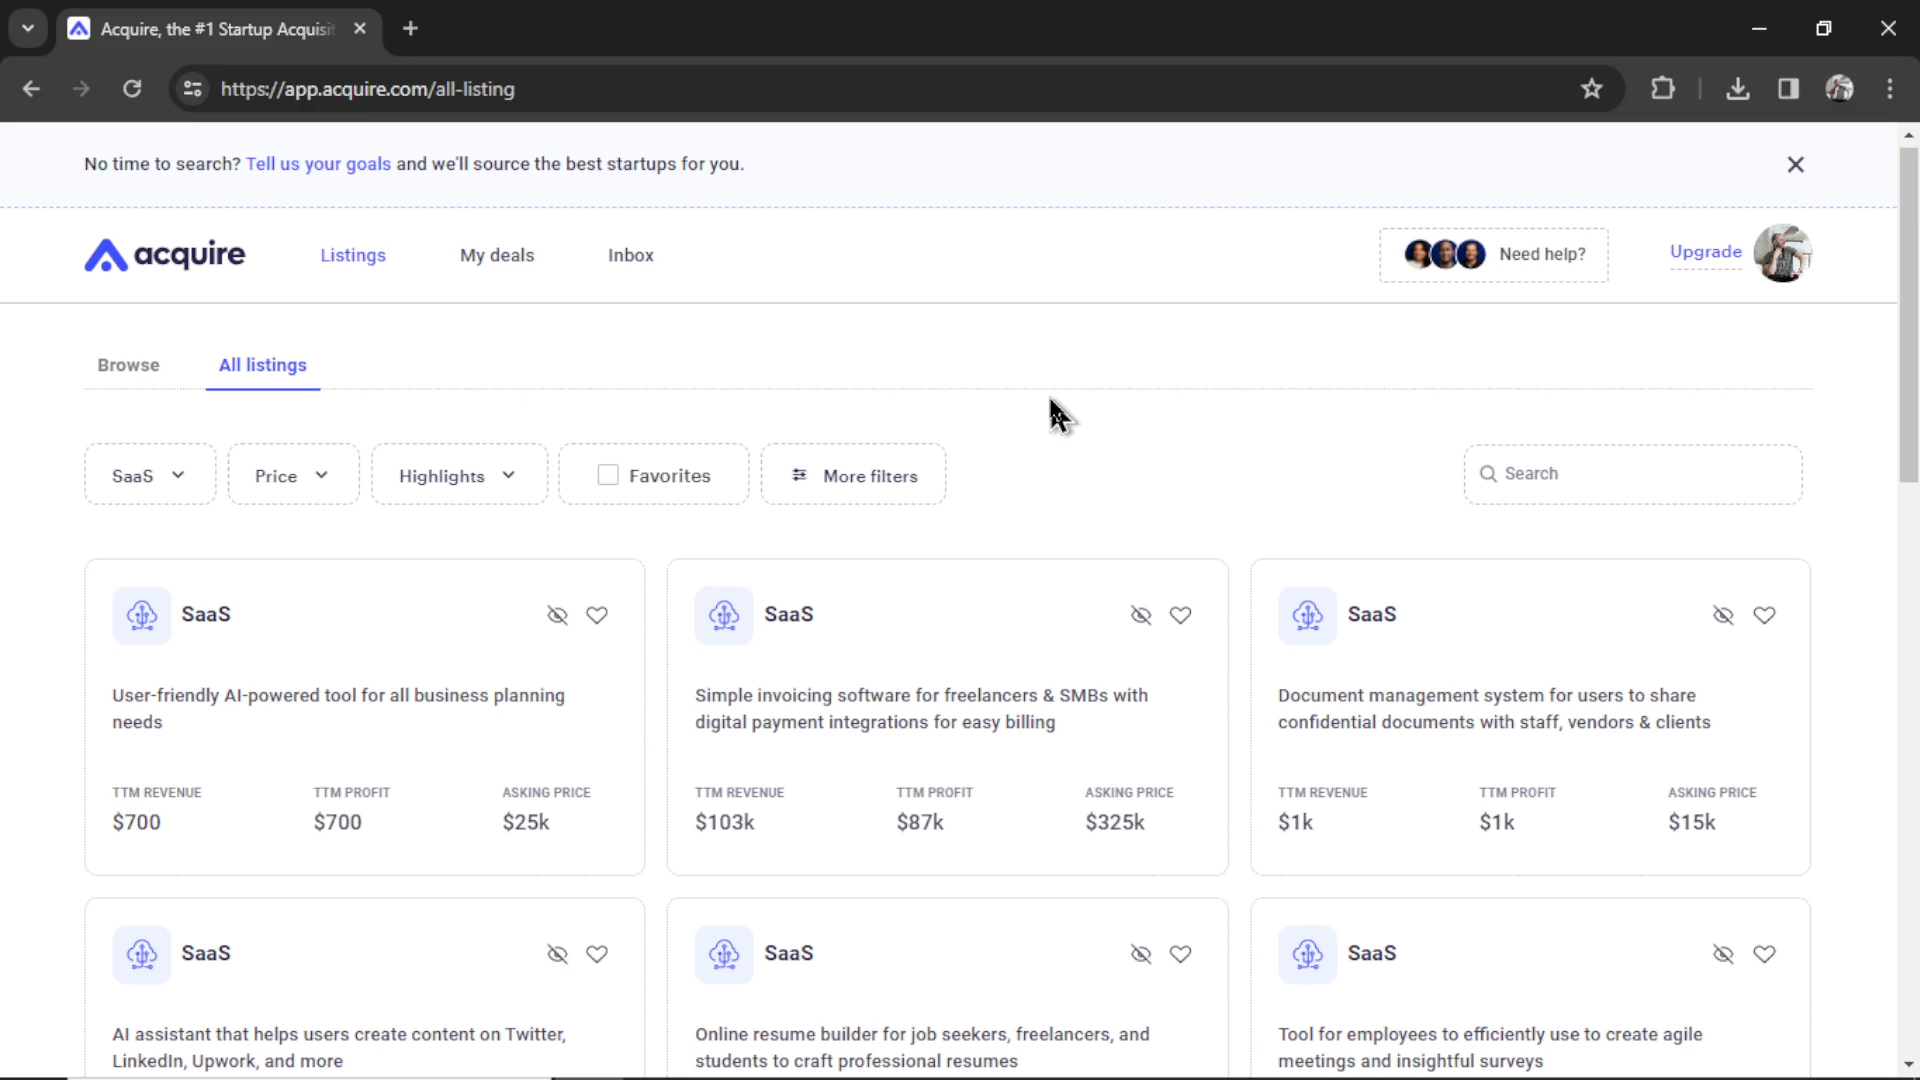 Acquire, the #1 Startup Acquisit
https://app.acquire.com/all-listing
No time to search? Tell us your goals and we'll source the best startups for you.
acquire
Listings
My deals
Inbox
Need help?
Upgrade
Browse
All listings
SaaS
Price
Highlights
Favorites
More filters
Search
SaaS
User-friendly AI-powered tool for all business planning
needs
TTM REVENUE
TTM PROFIT
ASKING PRICE
$700
$700
$25k
SaaS
Simple invoicing software for freelancers & SMBs with
digital payment integrations for easy billing
TTM REVENUE
TTM PROFIT
ASKING PRICE
$103k
$87k
$325k
SaaS
Document management system for users to share
confidential documents with staff, vendors & clients
TTM REVENUE
TTM PROFIT
ASKING PRICE
$1k
$1k
$15k
SaaS
AI assistant that helps users create content on Twitter,
LinkedIn, Upwork, and more
SaaS
Online resume builder for job seekers, freelancers, and
students to craft professional resumes
SaaS
Tool for employees to efficiently use to create agile
meetings and insightful surveys